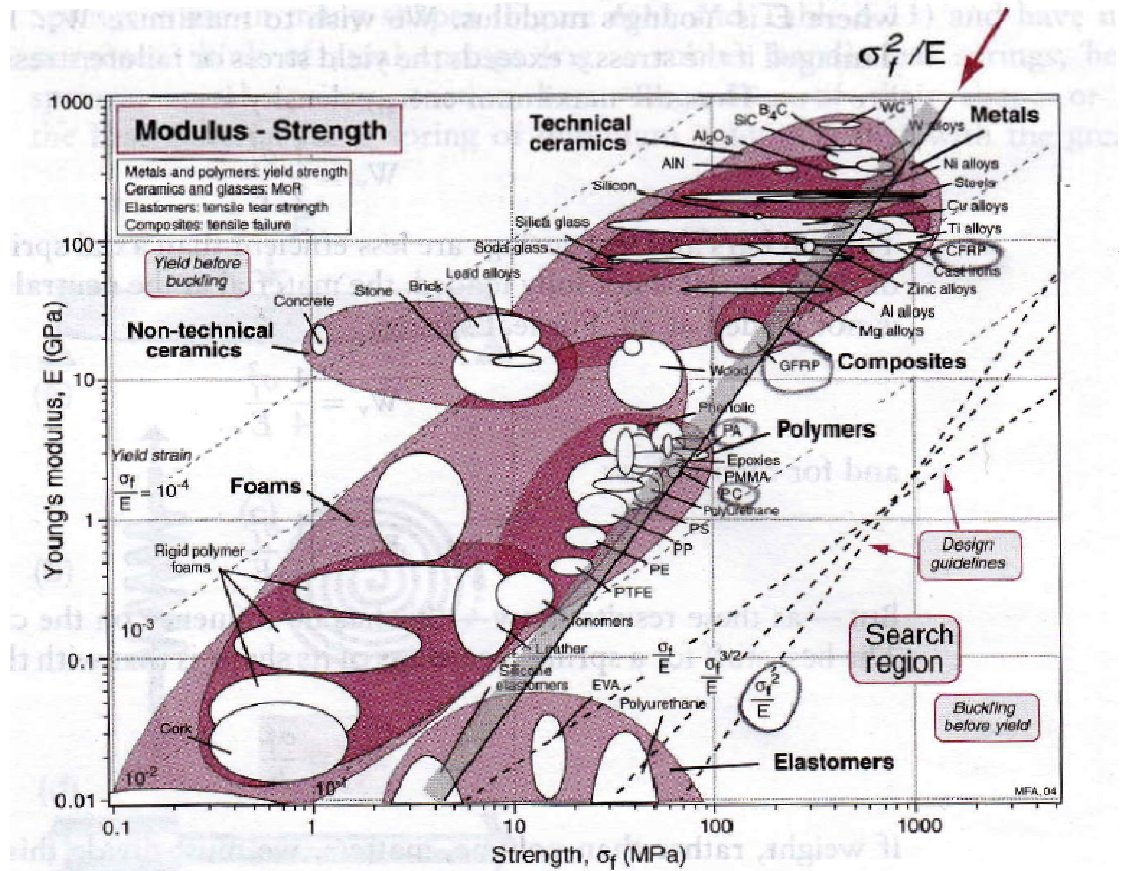 σf²/E
Modulus - Strength
Metals and polymers: yield strength
Ceramics and glasses: MoR
Elastomers: tensile tear strength
Composites: tensile failure
Yield before
buckling
Technical
ceramics
B4C
SiC
Al2O3
AlN
Silicon
Silica glass
Soda glass
WC
W alloys
Metals
Ni alloys
Steels
Cu alloys
Ti alloys
CFRP
Cast irons
Zinc alloys
Al alloys
Mg alloys
Lead alloys
Brick
Stone
Concrete
Non-technical
ceramics
GFRP
Composites
Wood
Phenolic
PA
Polymers
Epoxies
PMMA
PC
Polyurethane
PS
PP
PE
PTFE
Ionomers
Leather
Silicone
elastomers
EVA
Polyurethane
Elastomers
Foams
Rigid polymer
foams
Cork
Yield strain
σf/E = 10-4
10-3
10-2
10-1
σf/E
σf3/2/E
σf2/E
Design
guidelines
Search
region
Buckling
before yield
MFA, 04
Young's modulus, E (GPa)
1000
100
10
1
0.1
0.01
0.1
1
10
100
1000
Strength, σf (MPa)